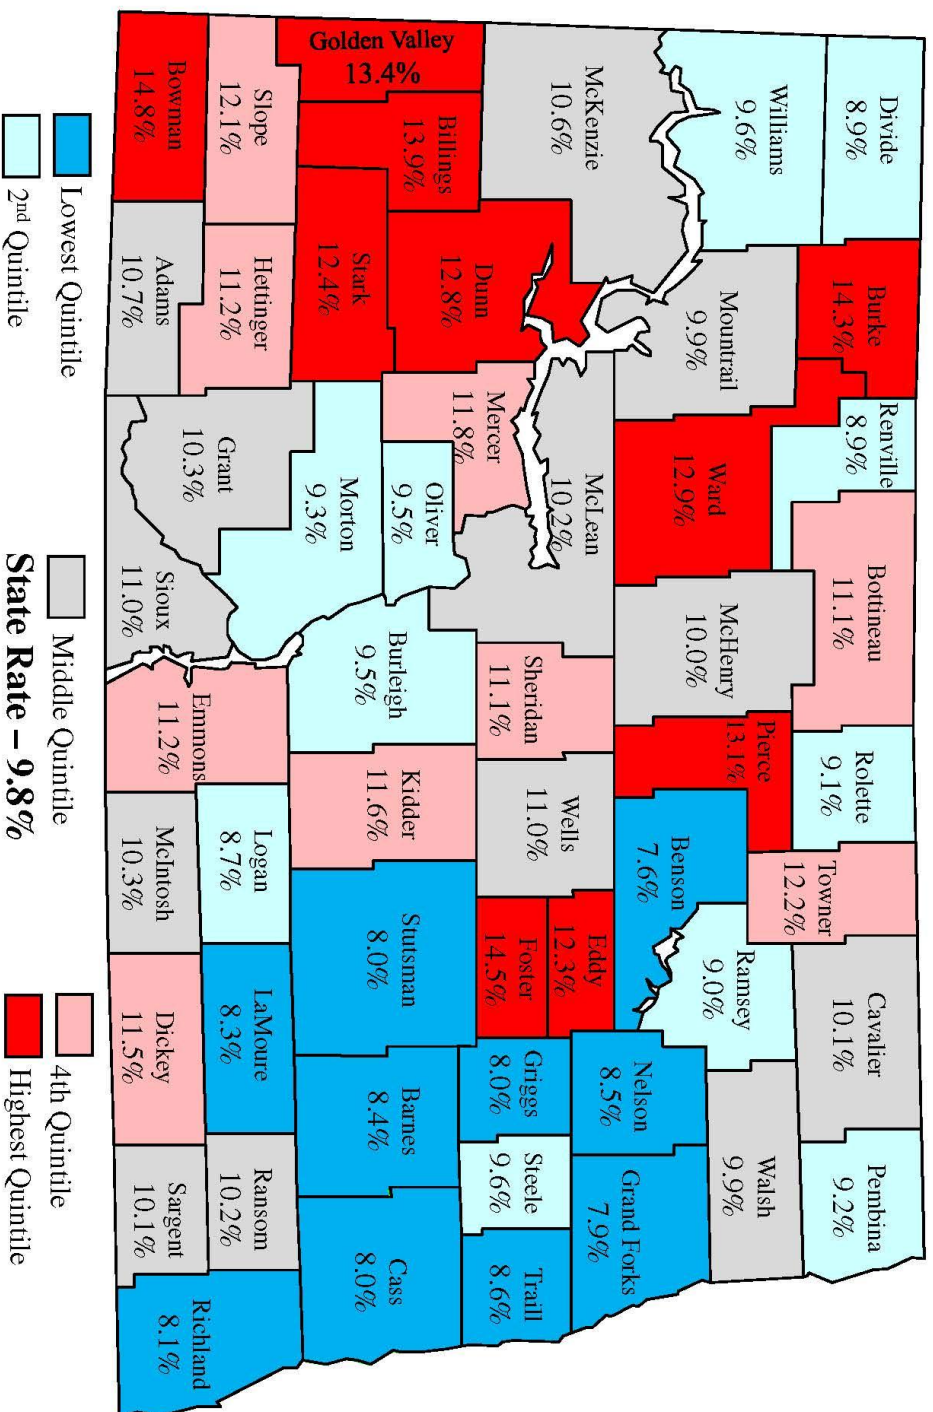 Divide
8.9%
Burke
14.3%
Renville
8.9%
Bottineau
11.1%
Rolette
9.1%
Towner
12.2%
Cavalier
10.1%
Pembina
9.2%
Williams
9.6%
Mountrail
9.9%
Ward
12.9%
McHenry
10.0%
Pierce
13.1%
Benson
7.6%
Ramsey
9.0%
Walsh
9.9%
McKenzie
10.6%
McLean
10.2%
Sheridan
11.1%
Wells
11.0%
Eddy
12.3%
Foster
14.5%
Nelson
8.5%
Grand Forks
7.9%
Golden Valley
13.4%
Billings
13.9%
Dunn
12.8%
Mercer
11.8%
Oliver
9.5%
Griggs
8.0%
Steele
9.6%
Traill
8.6%
Stark
12.4%
Morton
9.3%
Burleigh
9.5%
Kidder
11.6%
Stutsman
8.0%
Barnes
8.4%
Cass
8.0%
Slope
12.1%
Hettinger
11.2%
Grant
10.3%
Emmons
11.2%
Logan
8.7%
LaMoure
8.3%
Ransom
10.2%
Richland
8.1%
Bowman
14.8%
Adams
10.7%
Sioux
11.0%
McIntosh
10.3%
Dickey
11.5%
Sargent
10.1%
Lowest Quintile
2nd Quintile
Middle Quintile
4th Quintile
Highest Quintile
State Rate – 9.8%